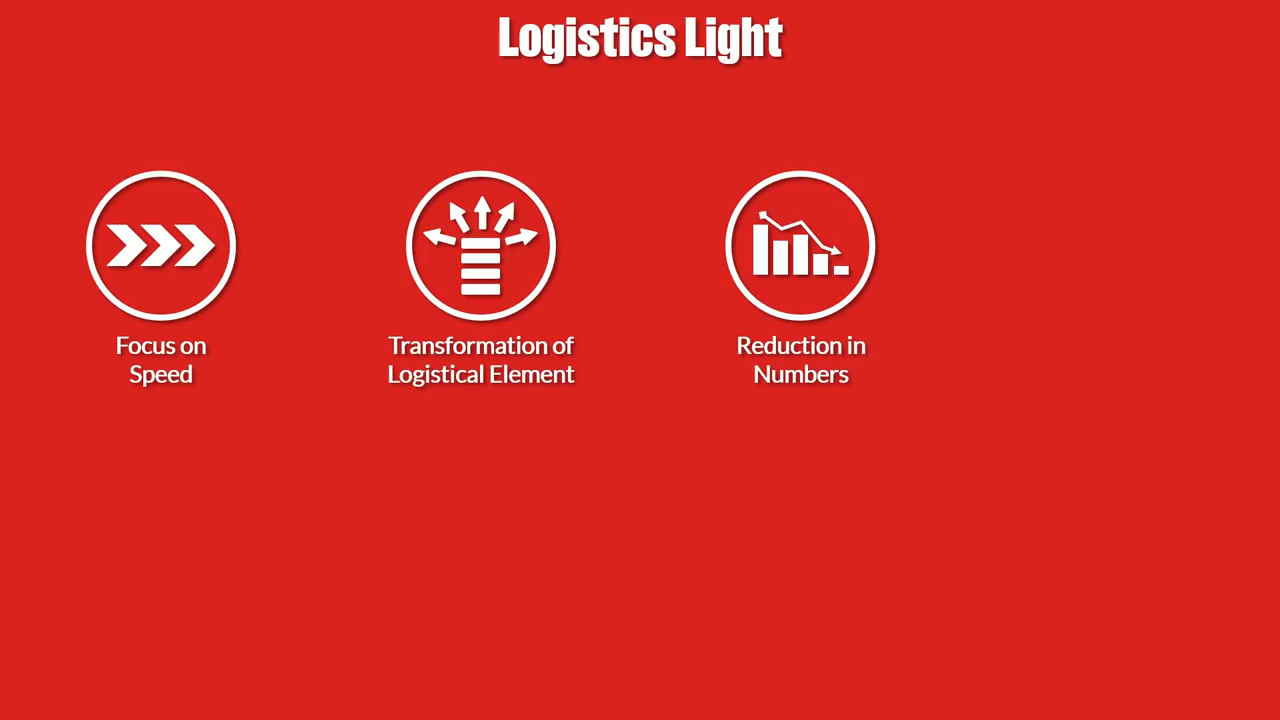 Logistics Light
Focus on
Speed
Transformation of
Logistical Element
Reduction in
Numbers